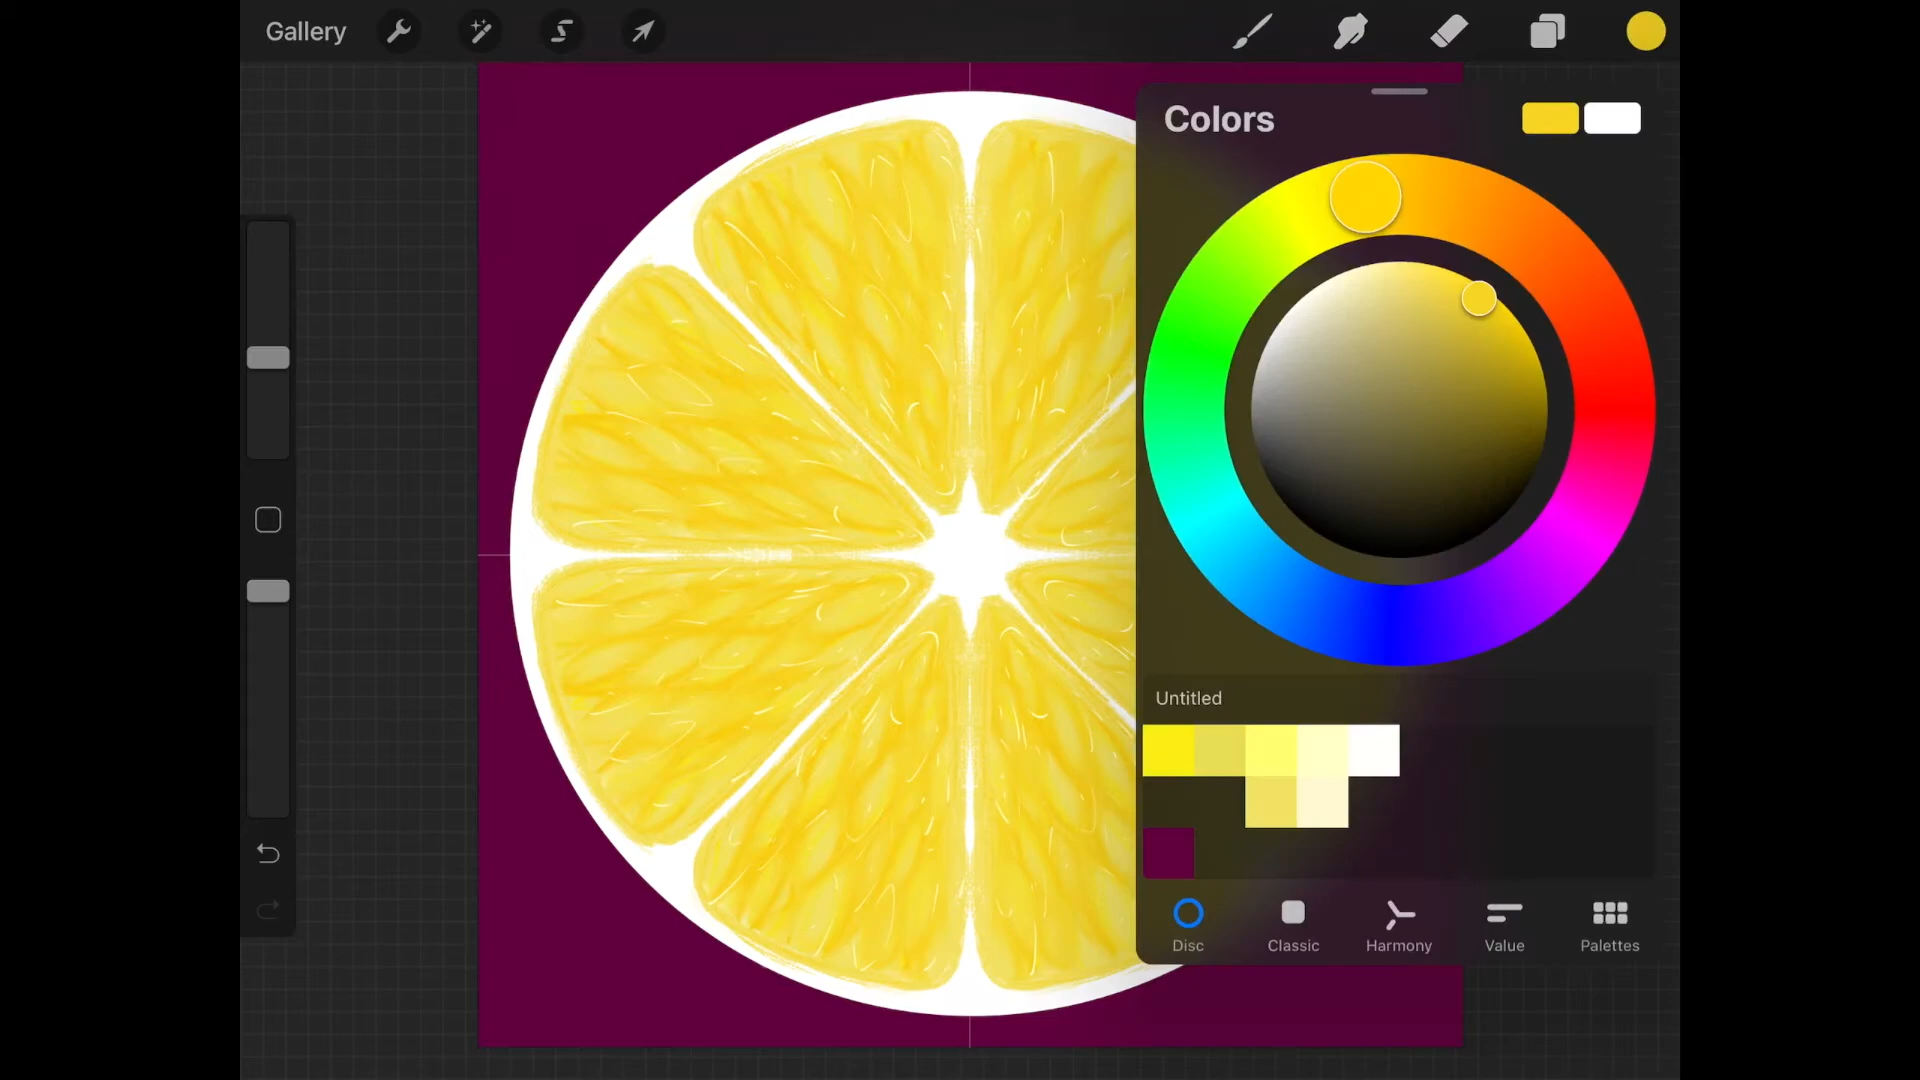 Gallery
Colors
Untitled
Disc
Classic
Harmony
Value
Palettes